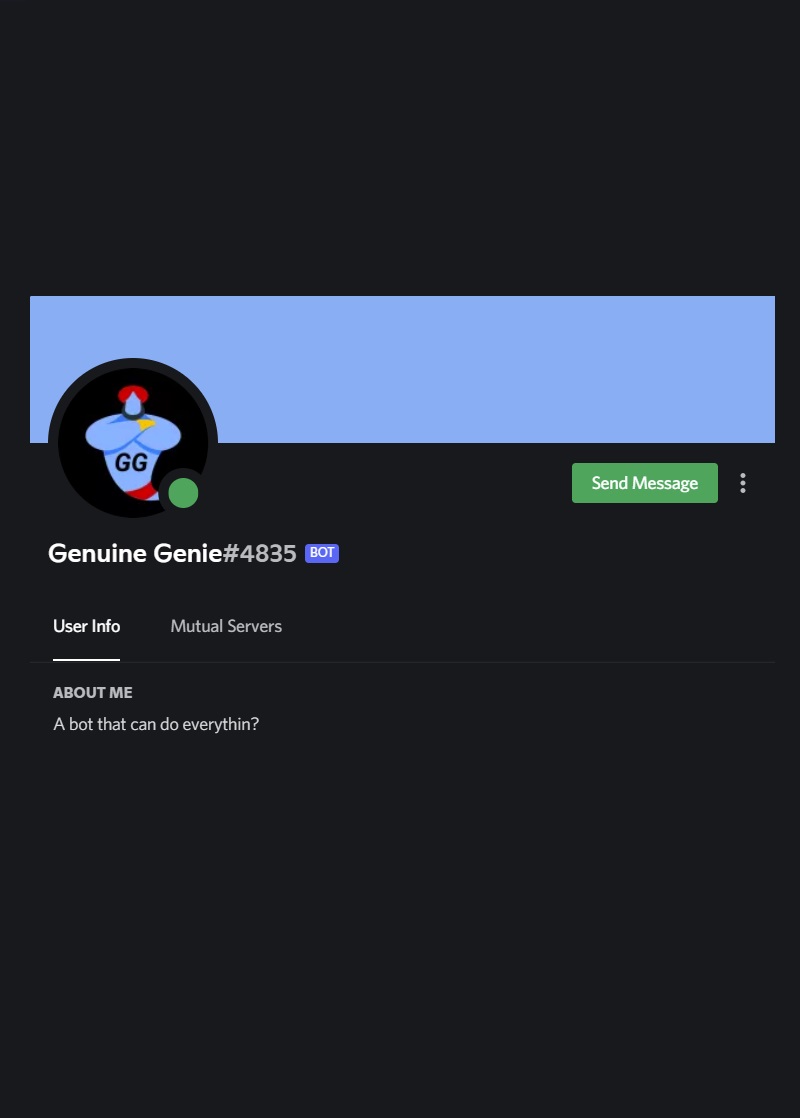 GG
Send Message
Genuine Genie#4835 BOT
User Info Mutual Servers
ABOUT ME
A bot that can do everythin?